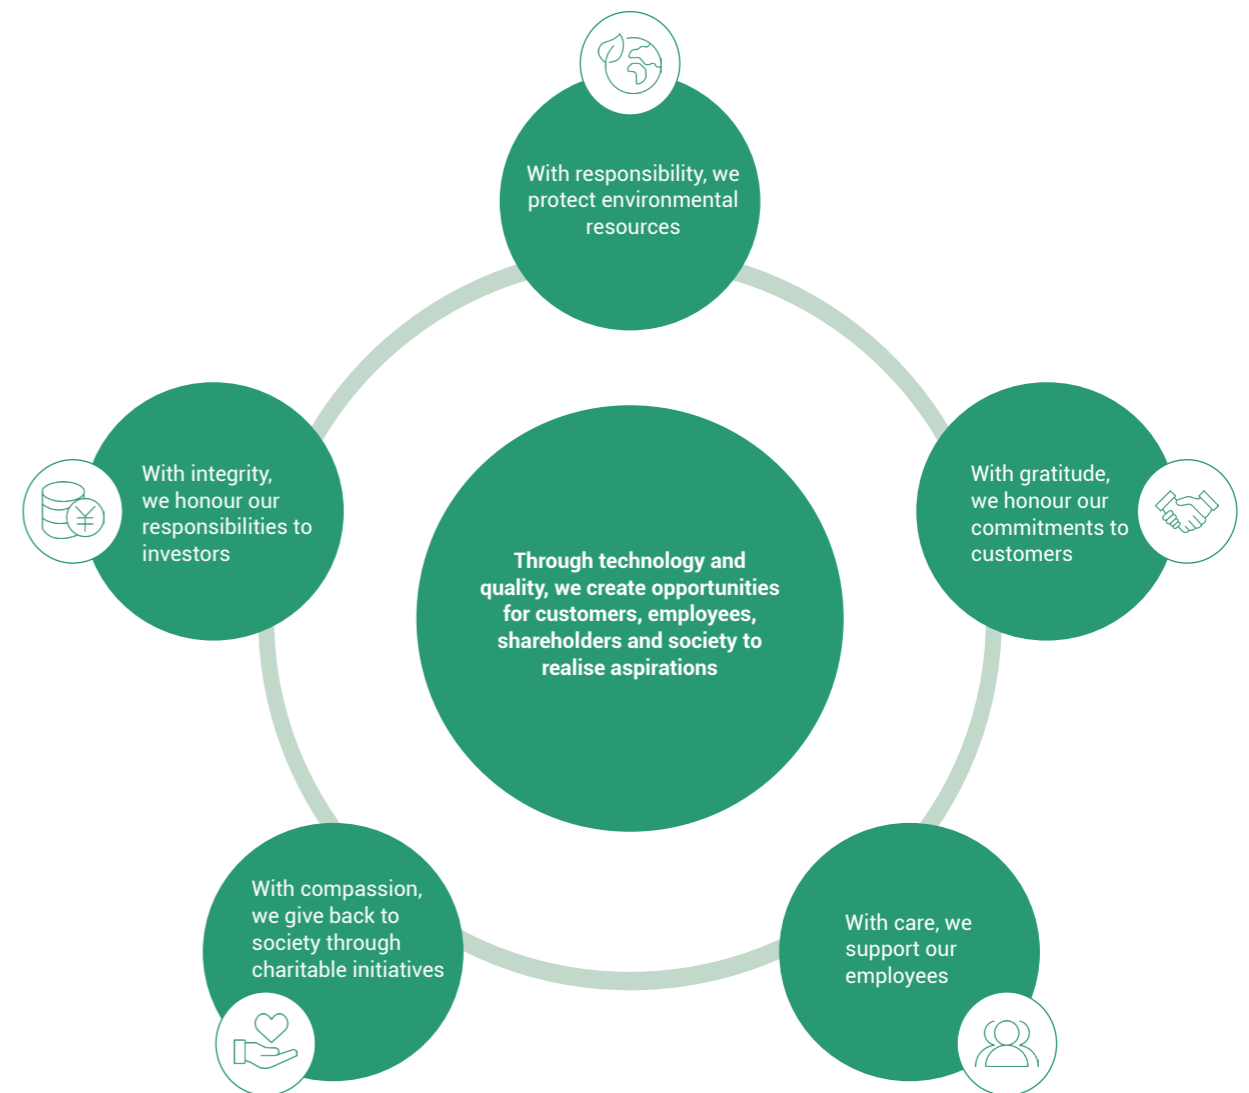 With responsibility, we
protect environmental
resources
With integrity,
we honour our
responsibilities to
investors
With gratitude,
we honour our
commitments to
customers
Through technology and
quality, we create opportunities
for customers, employees,
shareholders and society to
realise aspirations
With compassion,
we give back to
society through
charitable initiatives
With care, we
support our
employees
¥